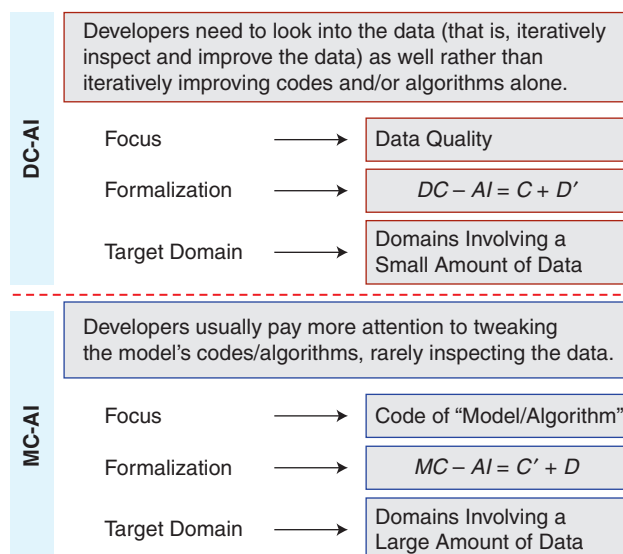 DC-AI
Developers need to look into the data (that is, iteratively
inspect and improve the data) as well rather than
iteratively improving codes and/or algorithms alone.
Focus
Data Quality
Formalization
DC – AI = C + D′
Target Domain
Domains Involving a
Small Amount of Data
MC-AI
Developers usually pay more attention to tweaking
the model’s codes/algorithms, rarely inspecting the data.
Focus
Code of “Model/Algorithm”
Formalization
MC – AI = C′ + D
Target Domain
Domains Involving a
Large Amount of Data